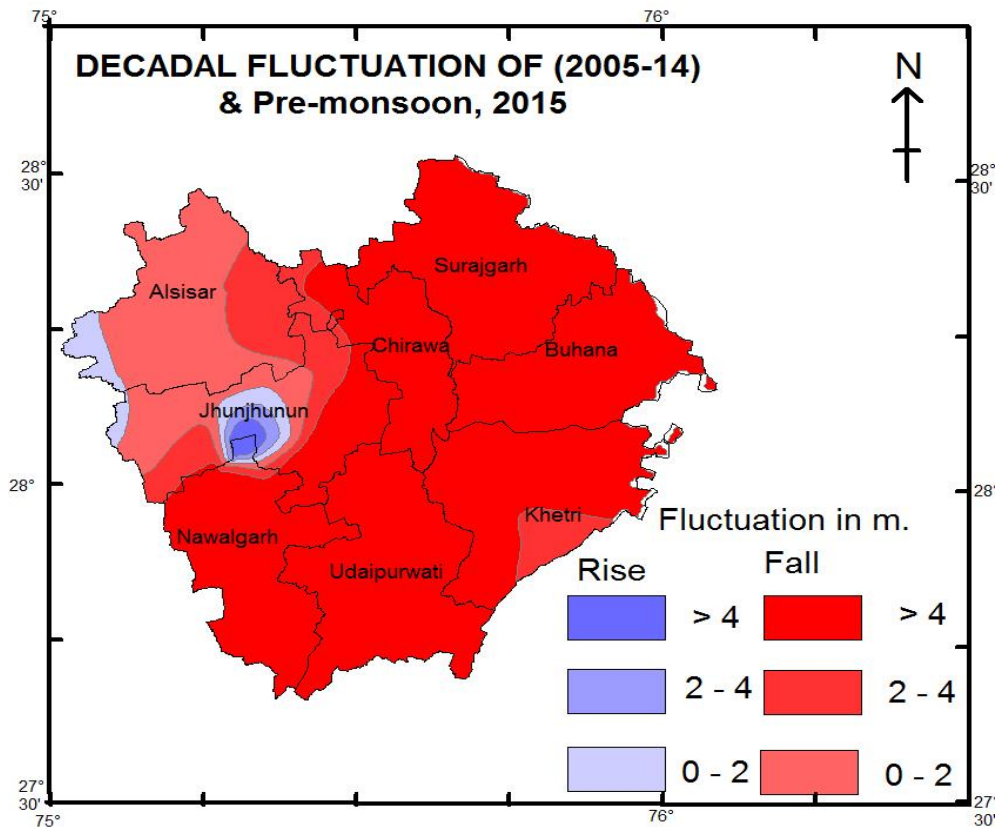 75°
76°
DECADAL FLUCTUATION OF (2005-14)
& Pre-monsoon, 2015
N
28°
30'
28°
30'
Surajgarh
Alsisar
Chirawa
Buhana
Jhunjhunun
28°
28°
Khetri
Nawalgarh
Udaipurwati
Fluctuation in m.
Rise
Fall
> 4
> 4
2 - 4
2 - 4
0 - 2
0 - 2
27°
30'
27°
30'
75°
76°